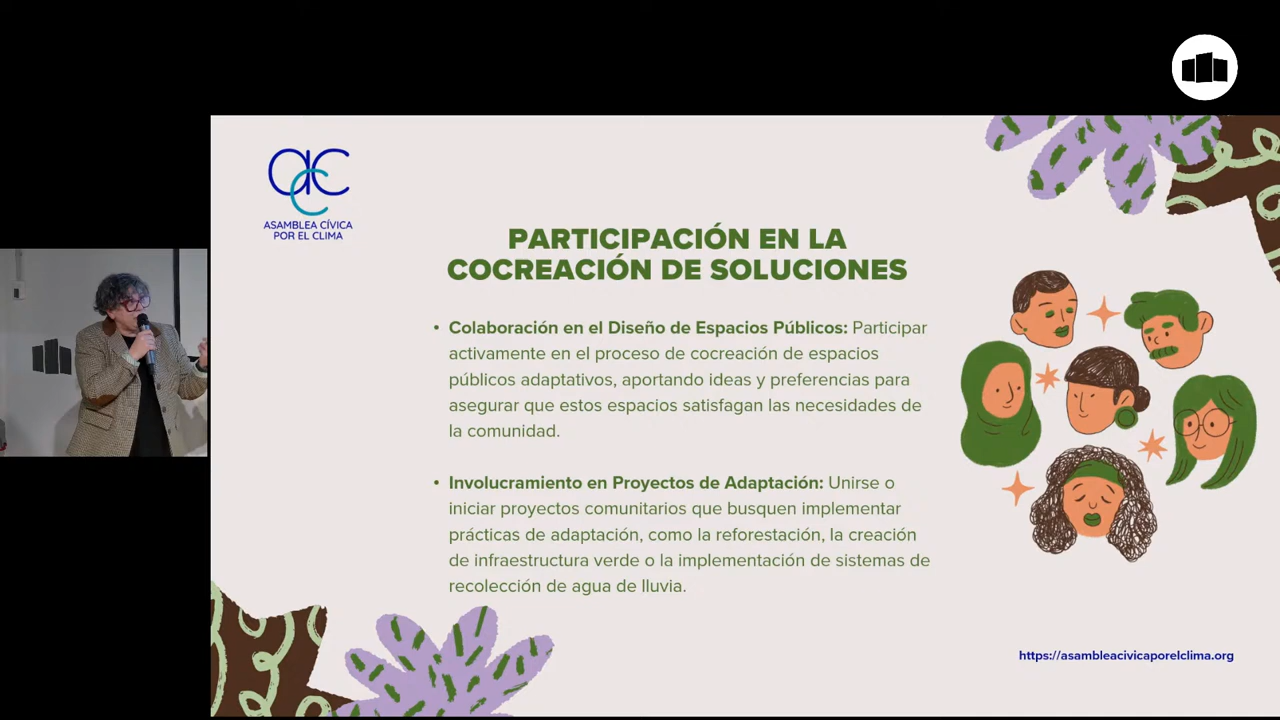 ASAMBLEA CÍVICA
POR EL CLIMA
PARTICIPACIÓN EN LA
COCREACIÓN DE SOLUCIONES
• Colaboración en el Diseño de Espacios Públicos: Participar
activamente en el proceso de cocreación de espacios
públicos adaptativos, aportando ideas y preferencias para
asegurar que estos espacios satisfagan las necesidades de
la comunidad.
• Involucramiento en Proyectos de Adaptación: Unirse o
iniciar proyectos comunitarios que busquen implementar
prácticas de adaptación, como la reforestación, la creación
de infraestructura verde o la implementación de sistemas de
recolección de agua de lluvia.
https://asambleacivicaporelclima.org